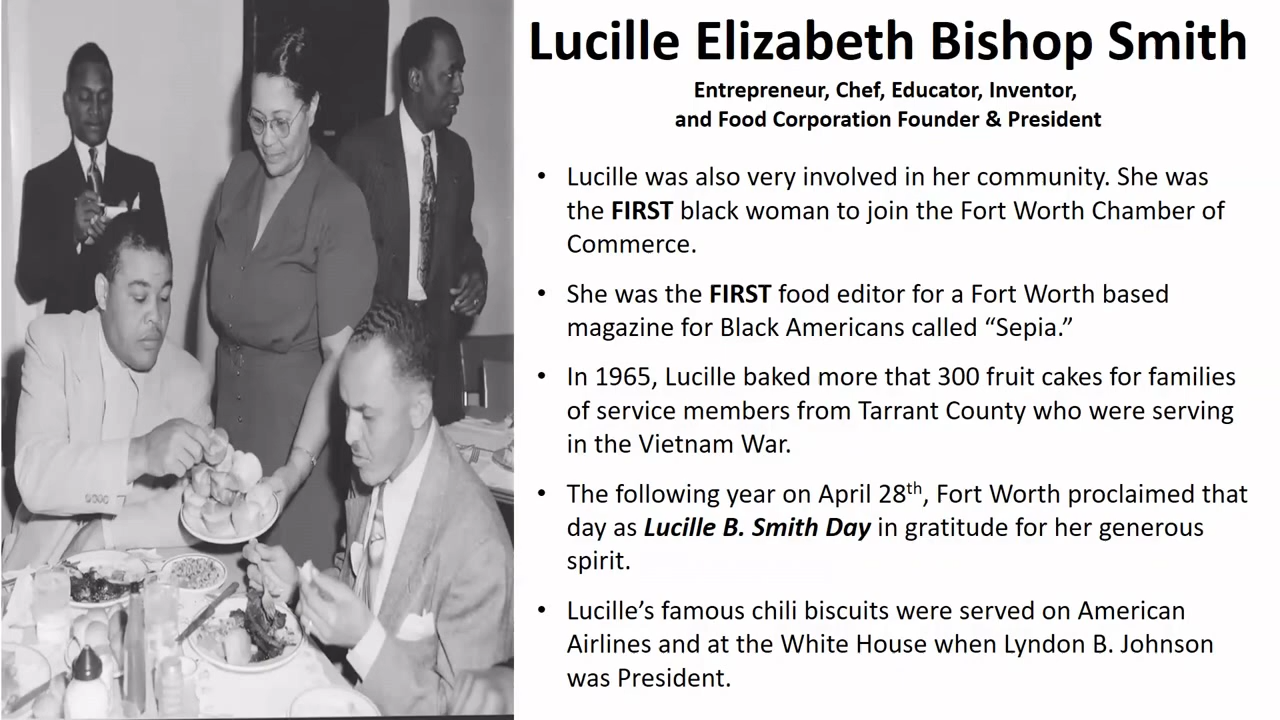 Lucille Elizabeth Bishop Smith
Entrepreneur, Chef, Educator, Inventor,
and Food Corporation Founder & President
• Lucille was also very involved in her community. She was
the FIRST black woman to join the Fort Worth Chamber of
Commerce.
• She was the FIRST food editor for a Fort Worth based
magazine for Black Americans called “Sepia.”
• In 1965, Lucille baked more that 300 fruit cakes for families
of service members from Tarrant County who were serving
in the Vietnam War.
• The following year on April 28th, Fort Worth proclaimed that
day as Lucille B. Smith Day in gratitude for her generous
spirit.
• Lucille’s famous chili biscuits were served on American
Airlines and at the White House when Lyndon B. Johnson
was President.